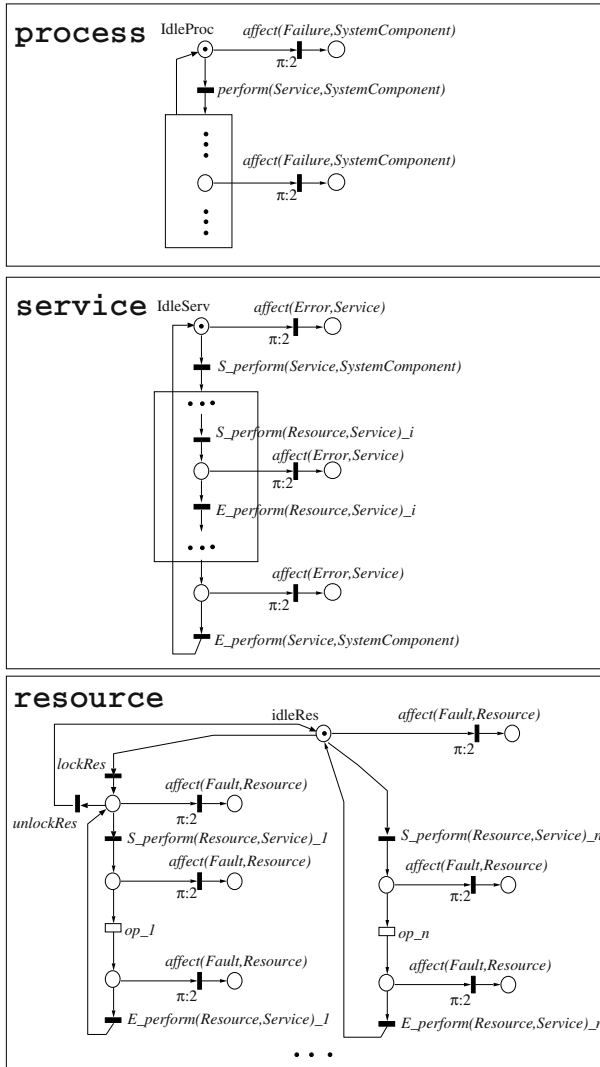 process
IdleProc
affect(Failure,SystemComponent)
π:2
perform(Service,SystemComponent)
affect(Failure,SystemComponent)
π:2
service
IdleServ
affect(Error,Service)
π:2
S_perform(Service,SystemComponent)
S_perform(Resource,Service)_i
affect(Error,Service)
π:2
E_perform(Resource,Service)_i
affect(Error,Service)
π:2
E_perform(Service,SystemComponent)
resource
idleRes
affect(Fault,Resource)
π:2
lockRes
affect(Fault,Resource)
π:2
unlockRes
S_perform(Resource,Service)_1
S_perform(Resource,Service)_n
affect(Fault,Resource)
π:2
affect(Fault,Resource)
π:2
op_1
op_n
affect(Fault,Resource)
π:2
affect(Fault,Resource)
π:2
E_perform(Resource,Service)_1
E_perform(Resource,Service)_n